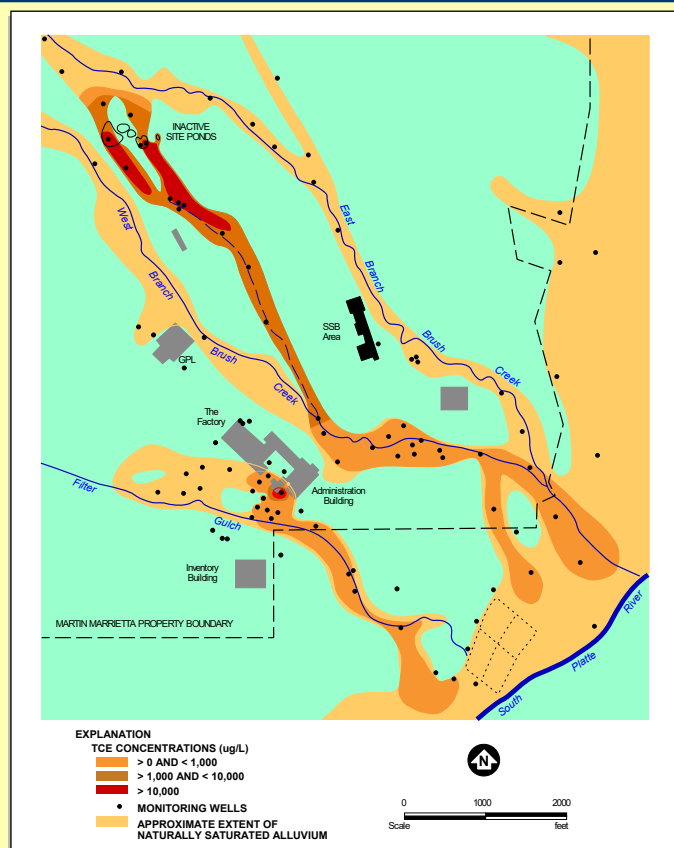 INACTIVE
SITE PONDS
West
Branch
Brush
Creek
East
Branch
Brush
Creek
SSB
Area
GPL
The
Factory
Administration
Building
Filter
Gulch
Inventory
Building
MARTIN MARRIETTA PROPERTY BOUNDARY
South
Platte
River
EXPLANATION
TCE CONCENTRATIONS (ug/L)
> 0 AND < 1,000
> 1,000 AND < 10,000
> 10,000
MONITORING WELLS
APPROXIMATE EXTENT OF
NATURALLY SATURATED ALLUVIUM
N
0 1000 2000
Scale feet